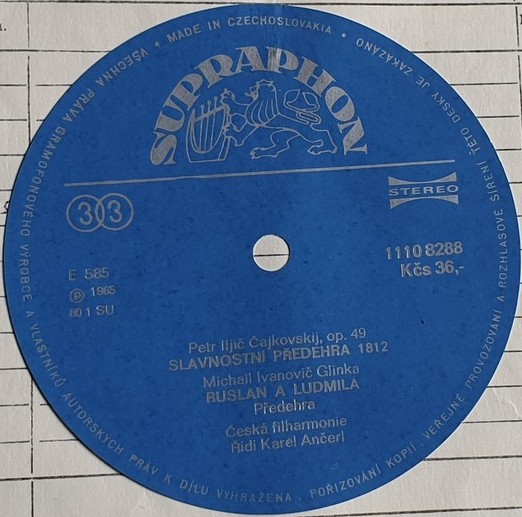 SUPRAPHON
33
STEREO
E 585
Ⓟ 1965
80 1 SU
1110 8288
Kčs 36,-
Petr Iljič Čajkovskij, op. 49
SLAVNOSTNÍ PŘEDEHRA 1812
Michail Ivanovič Glinka
RUSLAN A LUDMILA
Předehra
Česká filharmonie
Řídí Karel Ančerl
• MADE IN CZECHOSLOVAKIA • VŠECHNA PRÁVA GRAMOFONOVÉHO VÝROBCE A VLASTNÍKŮ AUTORSKÝCH PRÁV K DÍLU VYHRAŽENA. POŘIZOVÁNÍ KOPIÍ, VEŘEJNÉ PROVOZOVÁNÍ A ROZHLASOVÉ ŠÍŘENÍ TÉTO DESKY JE ZAKÁZÁNO